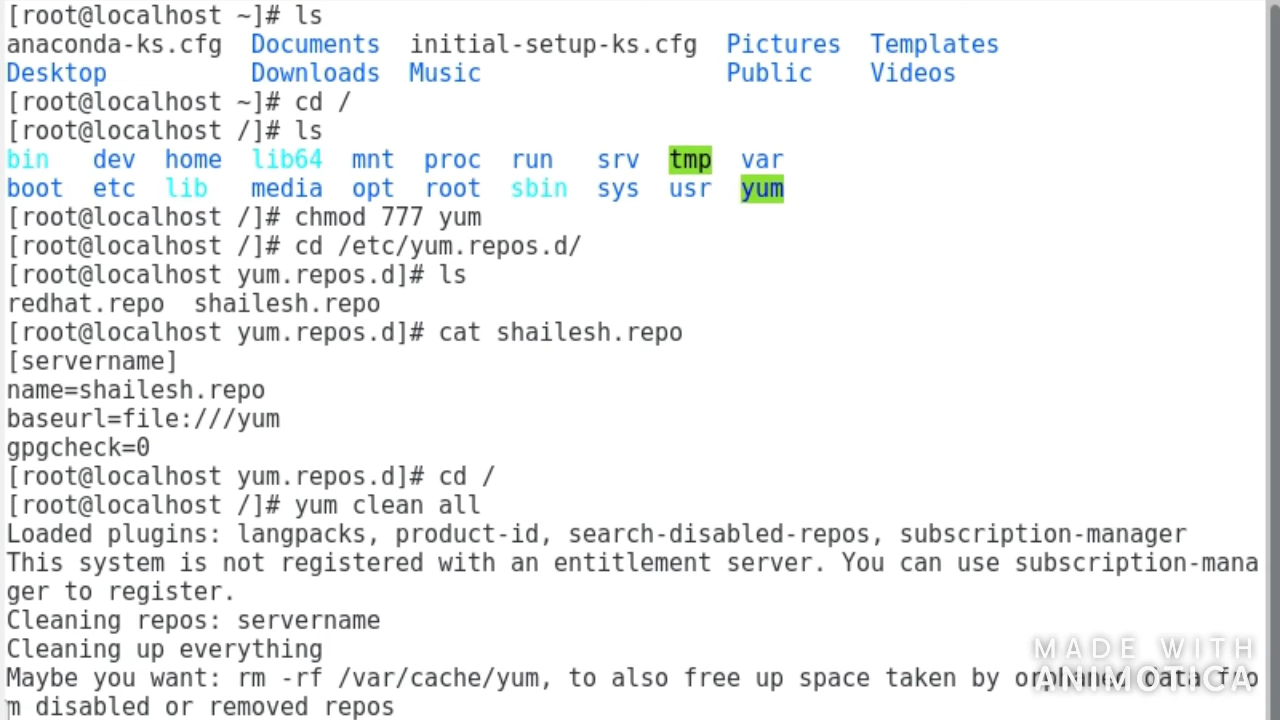 [root@localhost ~]# ls
anaconda-ks.cfg  Documents  initial-setup-ks.cfg  Pictures  Templates
Desktop          Downloads  Music                 Public    Videos
[root@localhost ~]# cd /
[root@localhost /]# ls
bin   dev  home  lib64  mnt  proc  run   srv  tmp  var
boot  etc  lib   media  opt  root  sbin  sys  usr  yum
[root@localhost /]# chmod 777 yum
[root@localhost /]# cd /etc/yum.repos.d/
[root@localhost yum.repos.d]# ls
redhat.repo  shailesh.repo
[root@localhost yum.repos.d]# cat shailesh.repo
[servername]
name=shailesh.repo
baseurl=file:///yum
gpgcheck=0
[root@localhost yum.repos.d]# cd /
[root@localhost /]# yum clean all
Loaded plugins: langpacks, product-id, search-disabled-repos, subscription-manager
This system is not registered with an entitlement server. You can use subscription-mana
ger to register.
Cleaning repos: servername
Cleaning up everything
Maybe you want: rm -rf /var/cache/yum, to also free up space taken by orphaned data fro
m disabled or removed repos
MADE WITH
ANIMOTICA